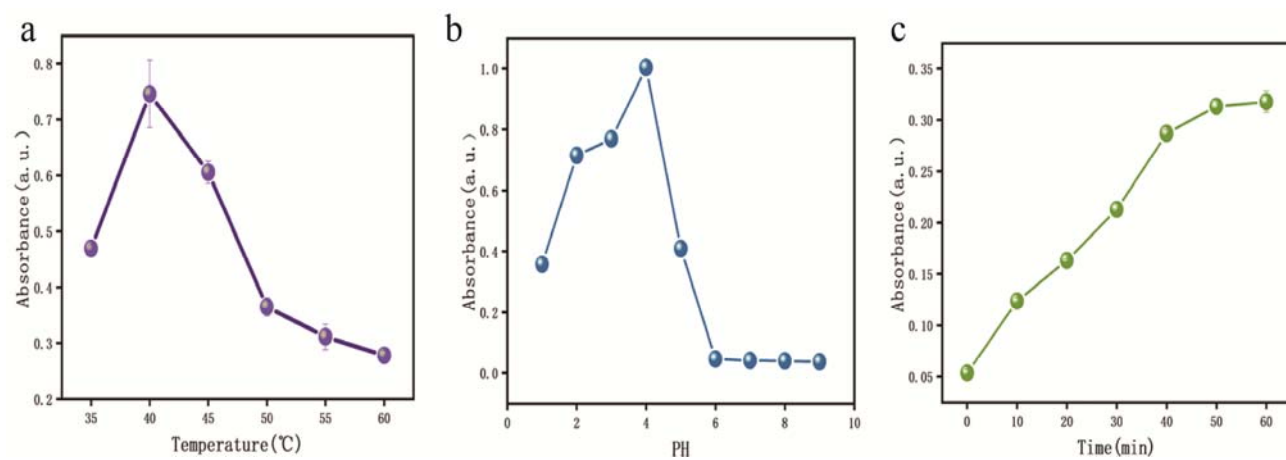 a
0.8
0.7
0.6
0.5
0.4
0.3
0.2
Absorbance(a.u.)
35 40 45 50 55 60
Temperature(℃)
b
1.0
0.8
0.6
0.4
0.2
0.0
Absorbance(a.u.)
0 2 4 6 8 10
PH
c
0.35
0.30
0.25
0.20
0.15
0.10
0.05
Absorbance(a.u.)
0 10 20 30 40 50 60
Time(min)